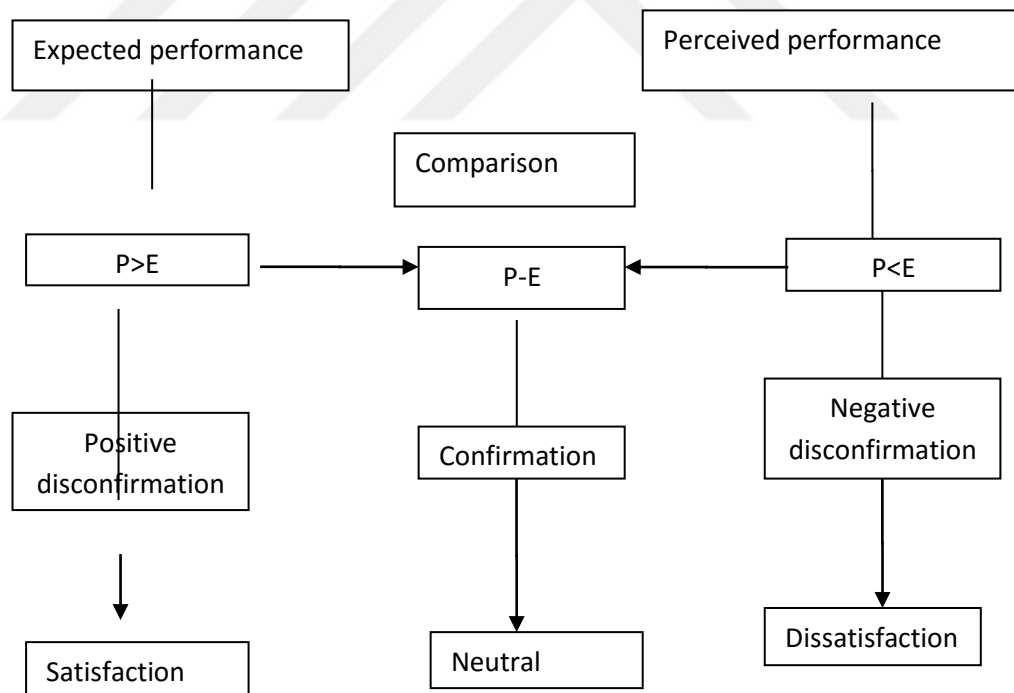 Expected performance
Perceived performance
Comparison
P>E
P-E
P<E
Positive
disconfirmation
Confirmation
Negative
disconfirmation
Satisfaction
Neutral
Dissatisfaction